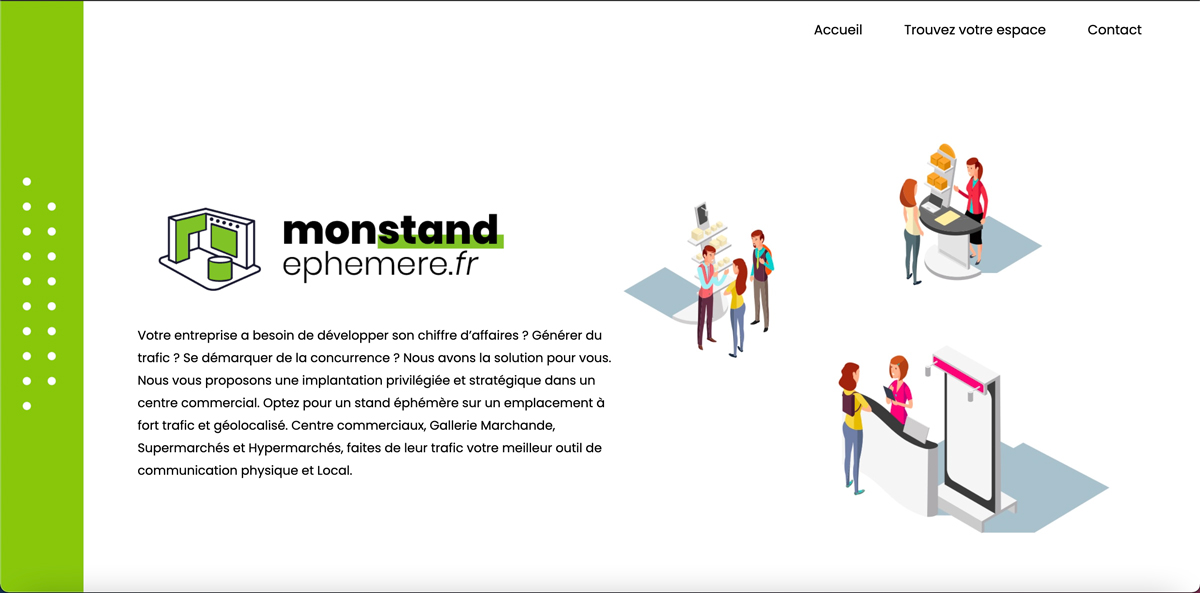 Accueil Trouvez votre espace Contact
monstand
ephemere.fr
Votre entreprise a besoin de développer son chiffre d'affaires ? Générer du
trafic ? Se démarquer de la concurrence ? Nous avons la solution pour vous.
Nous vous proposons une implantation privilégiée et stratégique dans un
centre commercial. Optez pour un stand éphémère sur un emplacement à
fort trafic et géolocalisé. Centre commerciaux, Gallerie Marchande,
Supermarchés et Hypermarchés, faites de leur trafic votre meilleur outil de
communication physique et Local.